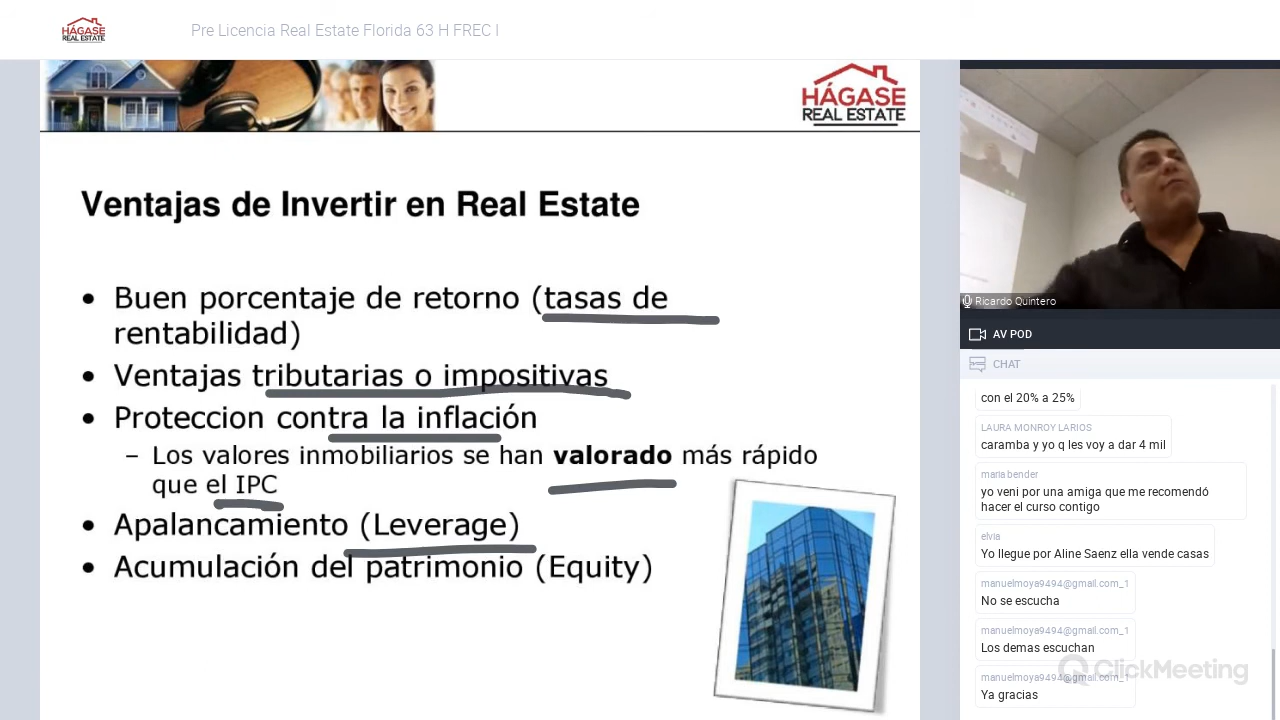 HÁGASE
REAL ESTATE
Pre Licencia Real Estate Florida 63 H FREC I
HÁGASE
REAL ESTATE
Ventajas de Invertir en Real Estate
• Buen porcentaje de retorno (tasas de
rentabilidad)
• Ventajas tributarias o impositivas
• Proteccion contra la inflación
– Los valores inmobiliarios se han valorado más rápido
que el IPC
• Apalancamiento (Leverage)
• Acumulación del patrimonio (Equity)
Ricardo Quintero
AV POD
CHAT
con el 20% a 25%
LAURA MONROY LARIOS
caramba y yo q les voy a dar 4 mil
maria bender
yo veni por una amiga que me recomendó
hacer el curso contigo
elvia
Yo llegue por Aline Saenz ella vende casas
manuelmoya9494@gmail.com_1
No se escucha
manuelmoya9494@gmail.com_1
Los demas escuchan
manuelmoya9494@gmail.com_1
Ya gracias
ClickMeeting